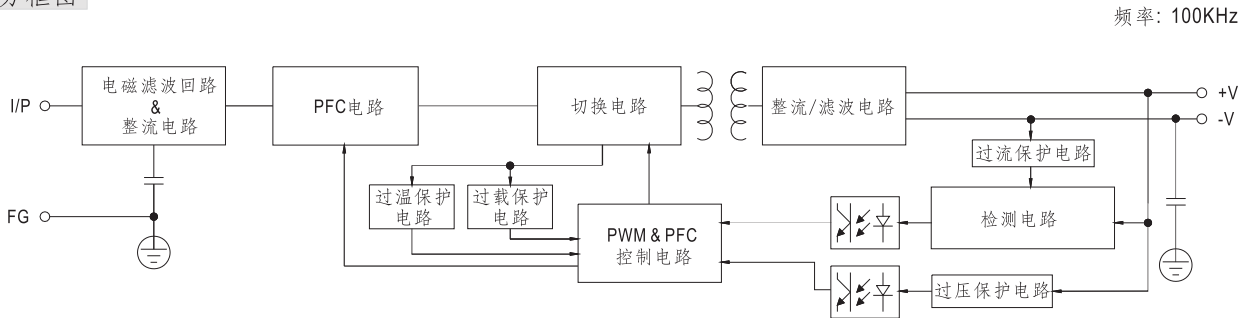 频率: 100KHz
I/P
电磁滤波回路
&
整流电路
PFC电路
切换电路
整流/滤波电路
+V
-V
过流保护电路
过温保护
电路
过载保护
电路
FG
PWM & PFC
控制电路
检测电路
过压保护电路